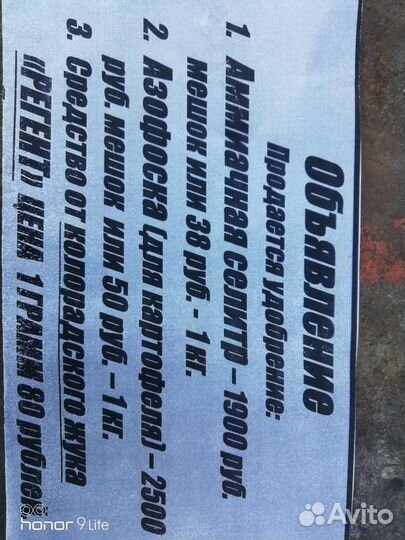 Объявление
Продается удобрение:
1. Аммиачная селитр – 1900 руб.
мешок или 38 руб. - 1 кг.
2. Азофоска (для картофеля) – 2500
руб. мешок или 50 руб. – 1 кг.
3. Средство от колорадского жука
«РЕГЕНТ» ЦЕНА 1 ГРАММ 80 рублей.
honor 9 Lite
Avito